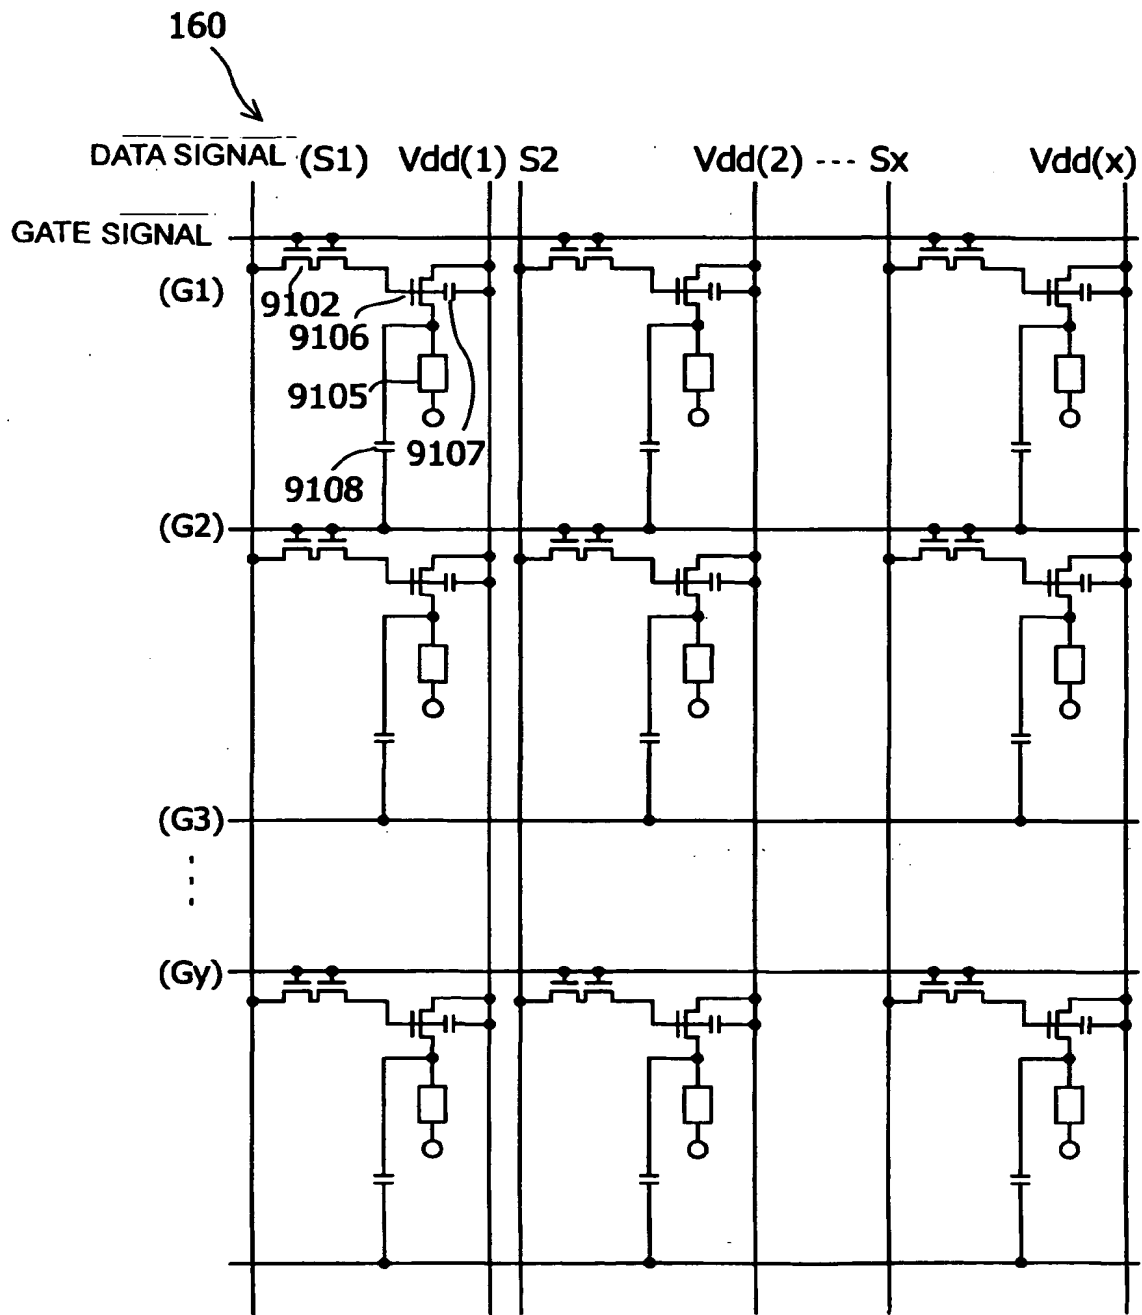 160
DATA SIGNAL (S1) Vdd(1) S2 Vdd(2) --- Sx Vdd(x)
GATE SIGNAL
(G1)
9102
9106
9105
9107
9108
(G2)
(G3)
(Gy)